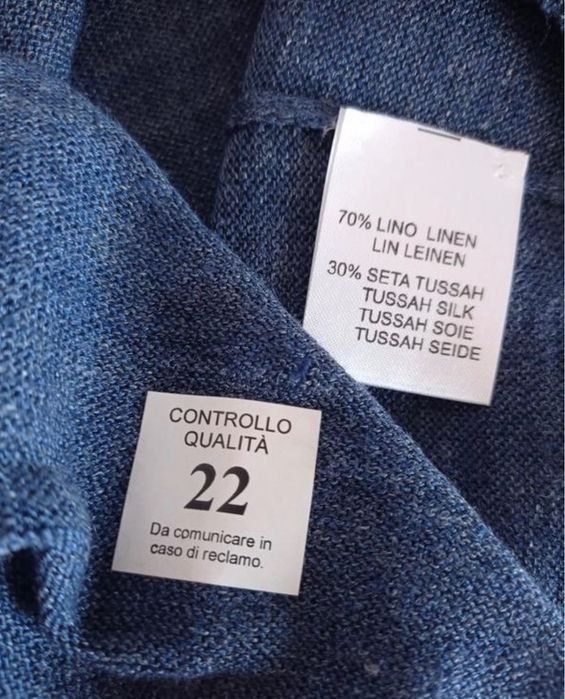 70% LINO LINEN
LIN LEINEN
30% SETA TUSSAH
TUSSAH SILK
TUSSAH SOIE
TUSSAH SEIDE
CONTROLLO
QUALITÀ
22
Da comunicare in
caso di reclamo.